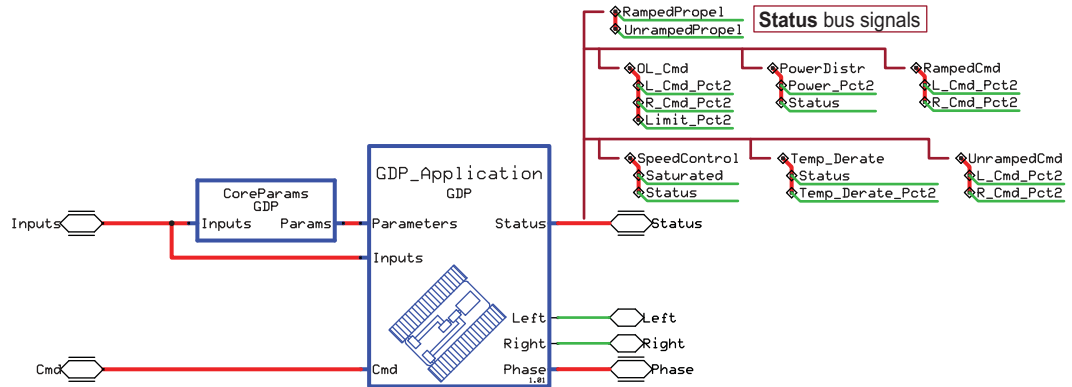 RampedPropel
Status bus signals
UnrampedPropel
OL_Cmd
PowerDistr
RampedCmd
L_Cmd_Pct2
Power_Pct2
L_Cmd_Pct2
R_Cmd_Pct2
Status
R_Cmd_Pct2
Limit_Pct2
SpeedControl
Temp_Derate
UnrampedCmd
Saturated
Status
L_Cmd_Pct2
Status
Temp_Derate_Pct2
R_Cmd_Pct2
GDP_Application
GDP
CoreParams
GDP
Inputs
Inputs
Params
Parameters
Status
Status
Inputs
Left
Left
Right
Right
Cmd
Cmd
Phase
Phase
1.01